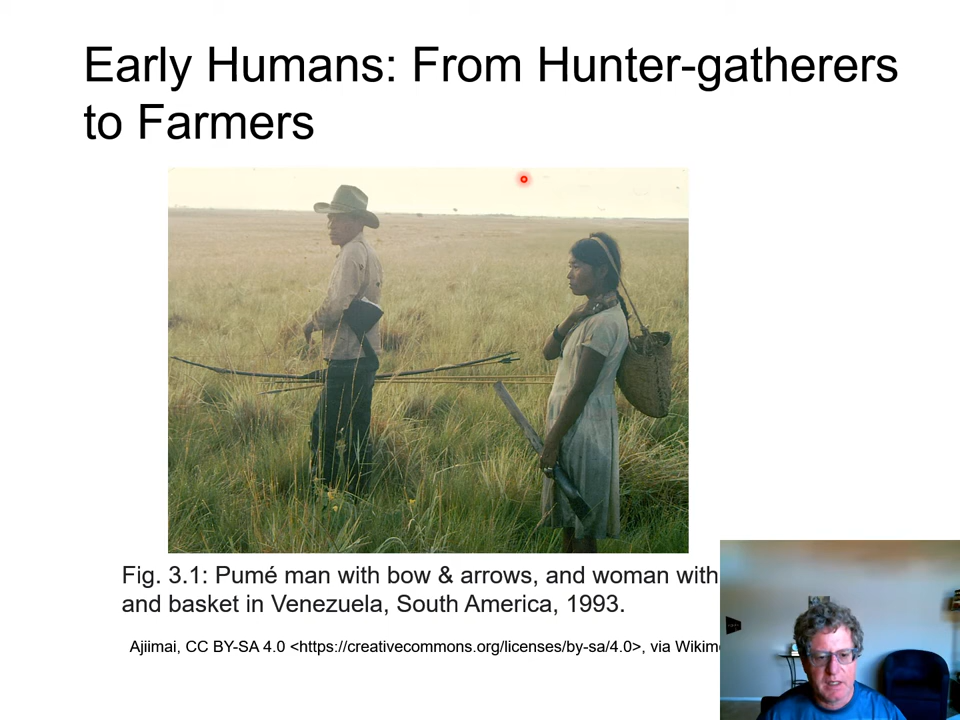 Early Humans: From Hunter-gatherers
to Farmers
Fig. 3.1: Pumé man with bow & arrows, and woman with
and basket in Venezuela, South America, 1993.
Ajiimai, CC BY-SA 4.0 <https://creativecommons.org/licenses/by-sa/4.0>, via